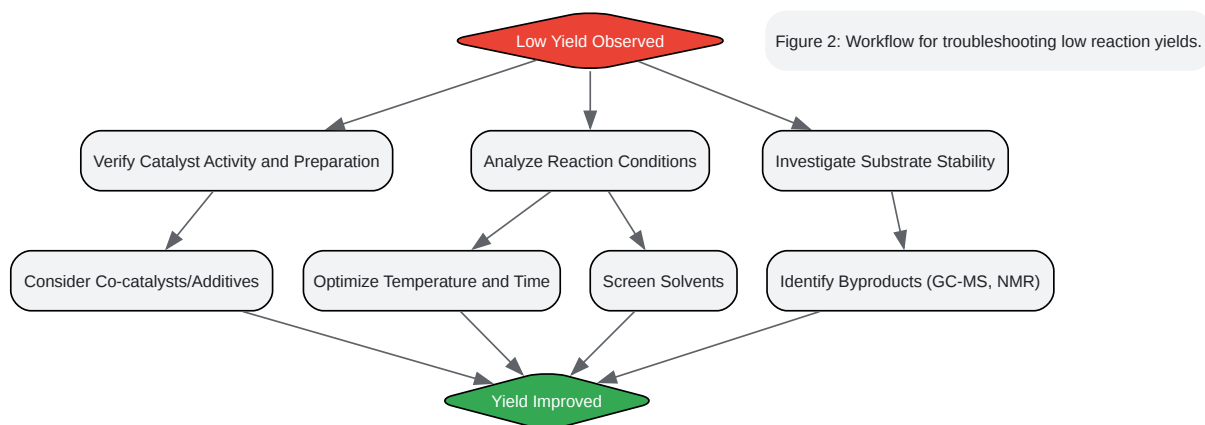 Low Yield Observed
Figure 2: Workflow for troubleshooting low reaction yields.
Verify Catalyst Activity and Preparation
Analyze Reaction Conditions
Investigate Substrate Stability
Consider Co-catalysts/Additives
Optimize Temperature and Time
Screen Solvents
Identify Byproducts (GC-MS, NMR)
Yield Improved